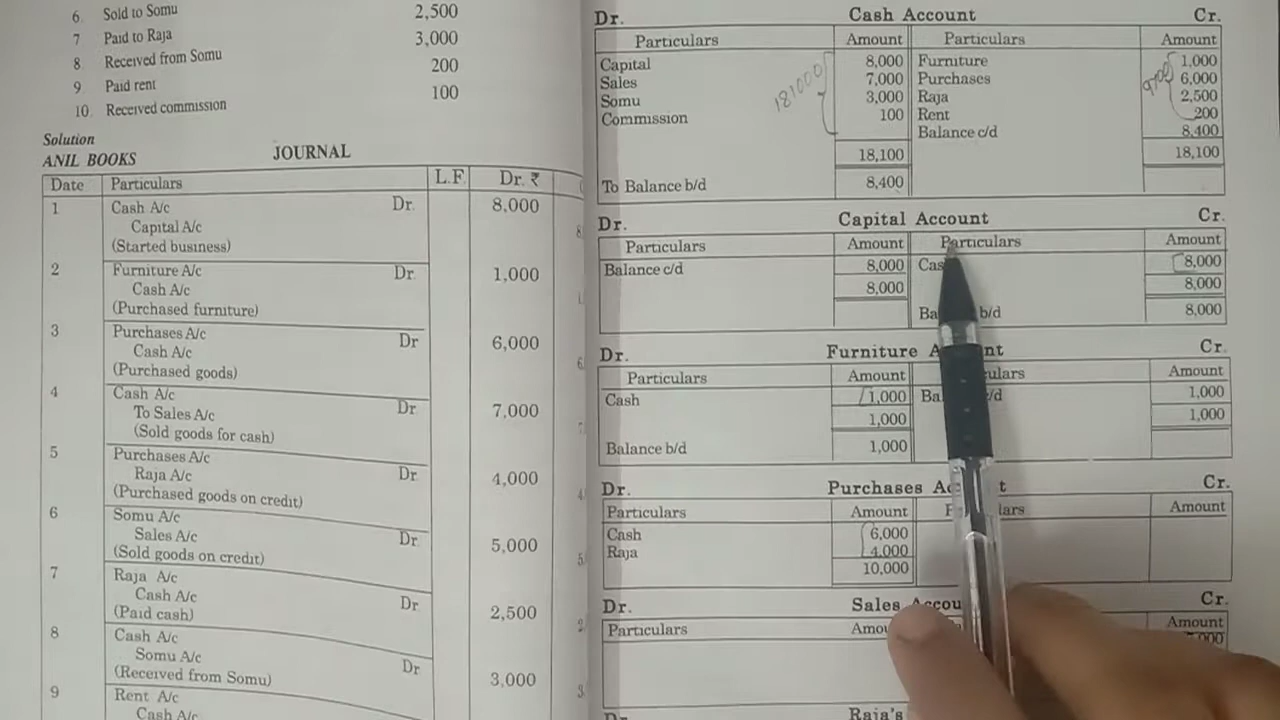 6. Sold to Somu 2,500
7 Paid to Raja 3,000
8 Received from Somu 200
9 Paid rent 100
10. Received commission
Solution
ANIL BOOKS JOURNAL
Date Particulars L.F. Dr. ₹
1 Cash A/c Dr. 8,000
Capital A/c
(Started business)
2 Furniture A/c Dr. 1,000
Cash A/c
(Purchased furniture)
3 Purchases A/c Dr 6,000
Cash A/c
(Purchased goods)
4 Cash A/c Dr. 7,000
To Sales A/c
(Sold goods for cash)
5 Purchases A/c Dr. 4,000
Raja A/c
(Purchased goods on credit)
6 Somu A/c Dr. 5,000
Sales A/c
(Sold goods on credit)
7 Raja A/c Dr. 2,500
Cash A/c
(Paid cash)
8 Cash A/c Dr 3,000
Somu A/c
(Received from Somu)
9 Rent A/c
Cash A/c
Dr. Cash Account Cr.
Particulars Amount Particulars Amount
Capital 8,000 Furniture 1,000
Sales 7,000 Purchases 6,000
Somu 3,000 Raja 2,500
Commission 100 Rent 200
Balance c/d 8,400
181000 9700
18,100 18,100
To Balance b/d 8,400
Dr. Capital Account Cr.
Particulars Amount Particulars Amount
Balance c/d 8,000 8,000
8,000 8,000
b/d 8,000
Dr. Furniture Cr.
Particulars Amount Amount
Cash 1,000 1,000
1,000 1,000
Balance b/d 1,000
Dr. Purchases Cr.
Particulars Amount Amount
Cash 6,000
Raja 4,000
10,000
Dr. Sales Cr.
Particulars Amount
Raja's